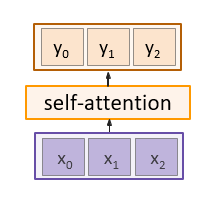 y₀ y₁ y₂
self-attention
x₀ x₁ x₂